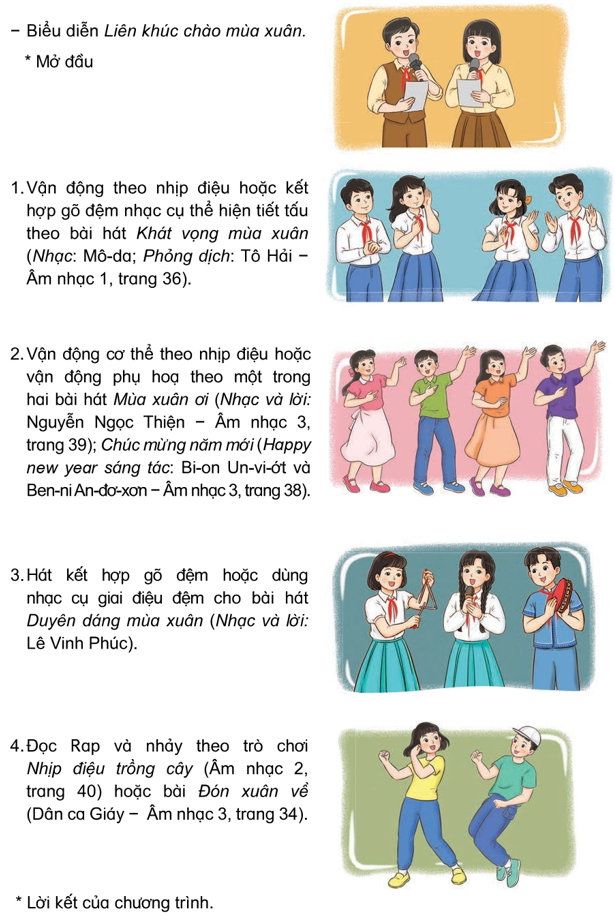 – Biểu diễn Liên khúc chào mùa xuân.
* Mở đầu
1. Vận động theo nhịp điệu hoặc kết
hợp gõ đệm nhạc cụ thể hiện tiết tấu
theo bài hát Khát vọng mùa xuân
(Nhạc: Mô-da; Phỏng dịch: Tô Hải –
Âm nhạc 1, trang 36).
2. Vận động cơ thể theo nhịp điệu hoặc
vận động phụ hoạ theo một trong
hai bài hát Mùa xuân ơi (Nhạc và lời:
Nguyễn Ngọc Thiện – Âm nhạc 3,
trang 39); Chúc mừng năm mới (Happy
new year sáng tác: Bi-on Un-vi-ớt và
Ben-ni An-đơ-xơn – Âm nhạc 3, trang 38).
3. Hát kết hợp gõ đệm hoặc dùng
nhạc cụ giai điệu đệm cho bài hát
Duyên dáng mùa xuân (Nhạc và lời:
Lê Vinh Phúc).
4. Đọc Rap và nhảy theo trò chơi
Nhịp điệu trồng cây (Âm nhạc 2,
trang 40) hoặc bài Đón xuân về
(Dân ca Giáy – Âm nhạc 3, trang 34).
* Lời kết của chương trình.